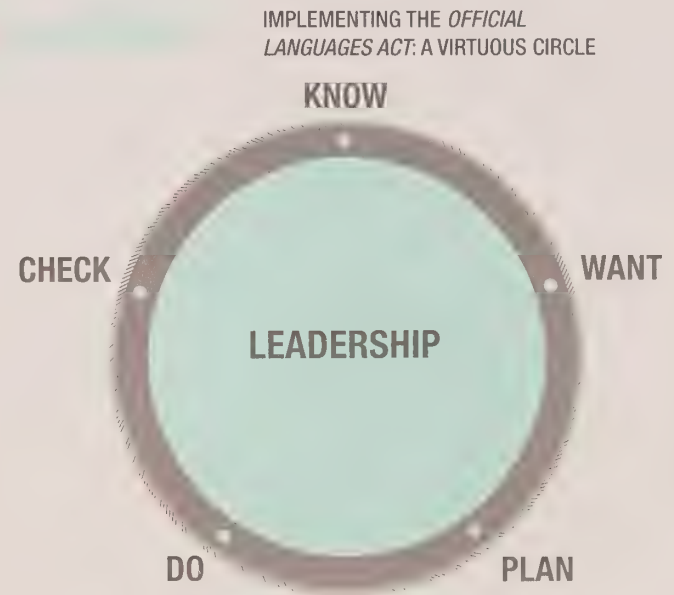 IMPLEMENTING THE OFFICIAL
LANGUAGES ACT: A VIRTUOUS CIRCLE
KNOW
CHECK
WANT
LEADERSHIP
DO
PLAN